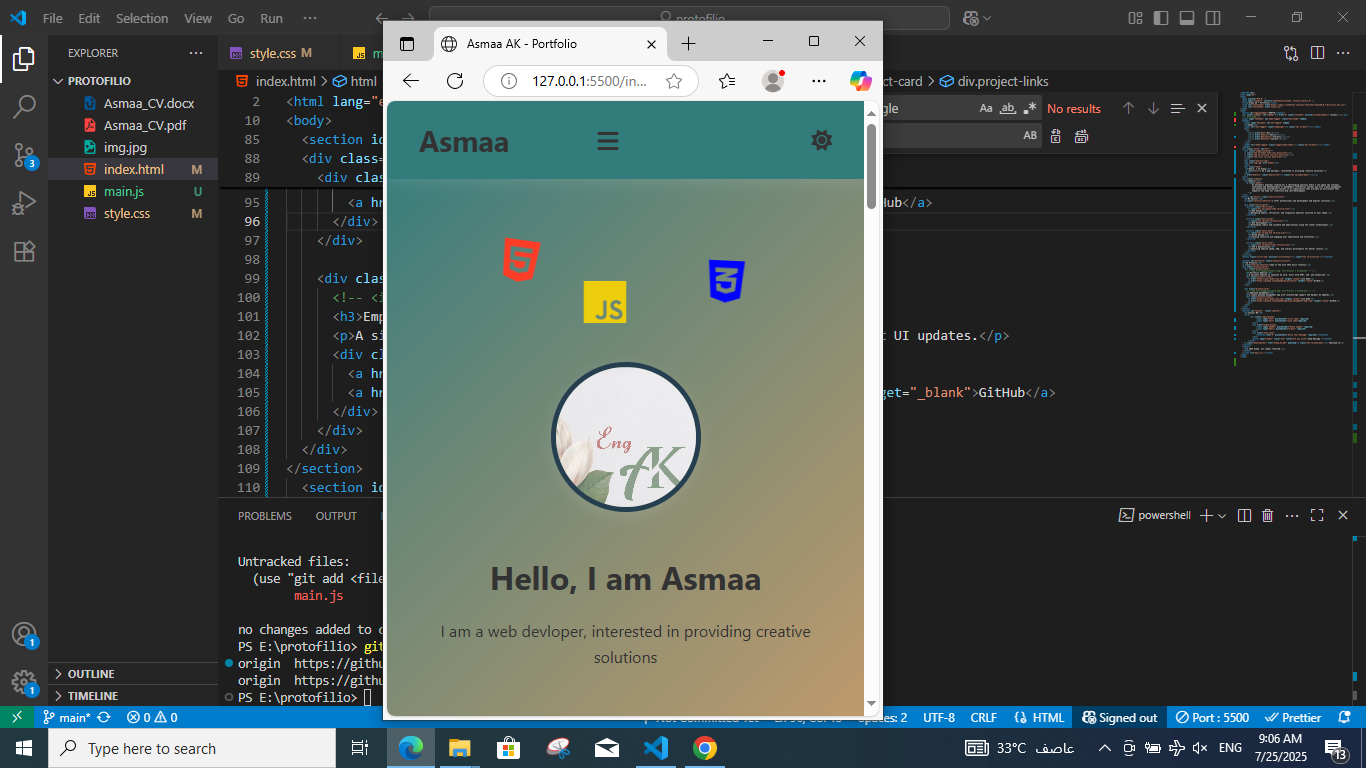 File Edit Selection View Go Run ··· protofilio
EXPLORER ···
PROTOFILIO
Asmaa_CV.docx
Asmaa_CV.pdf
img.jpg
index.html M
main.js U
style.css M
OUTLINE
TIMELINE
style.css M
index.html > html > ct-card > div.project-links
gle Aa ab No results
AB
2 <html lang="e
10 <body>
85 <section id
88 <div class=
89 <div cl
95 <a hr Hub</a>
96 </div>
97 </div>
98
99 <div clas
100 <!-- <i
101 <h3>Emp
102 <p>A si t UI updates.</p>
103 <div cl
104 <a hr
105 <a hr get="_blank">GitHub</a>
106 </div>
107 </div>
108 </div>
109 </section>
110 <section id
PROBLEMS OUTPUT
powershell
Untracked files:
(use "git add <file
main.js
no changes added to c
PS E:\protofilio> git
origin https://githu
origin https://githu
PS E:\protofilio>
Asmaa AK - Portfolio
127.0.0.1:5500/in...
Asmaa
JS
Eng
AK
Hello, I am Asmaa
I am a web devloper, interested in providing creative
solutions
3
1
1
main* 0 0 Spaces: 2 UTF-8 CRLF HTML Signed out Port : 5500 Prettier
Type here to search
33°C عاصف ENG
9:06 AM
7/25/2025
13